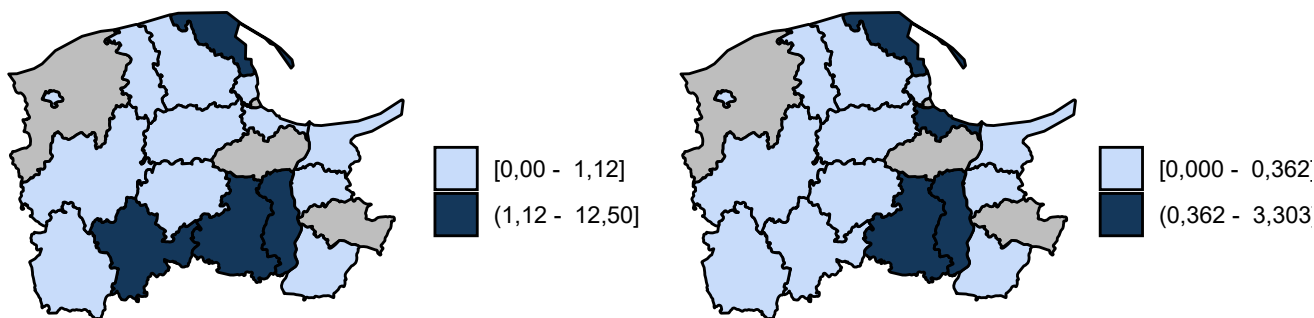 [0,00 - 1,12]
(1,12 - 12,50]
[0,000 - 0,362]
(0,362 - 3,303]